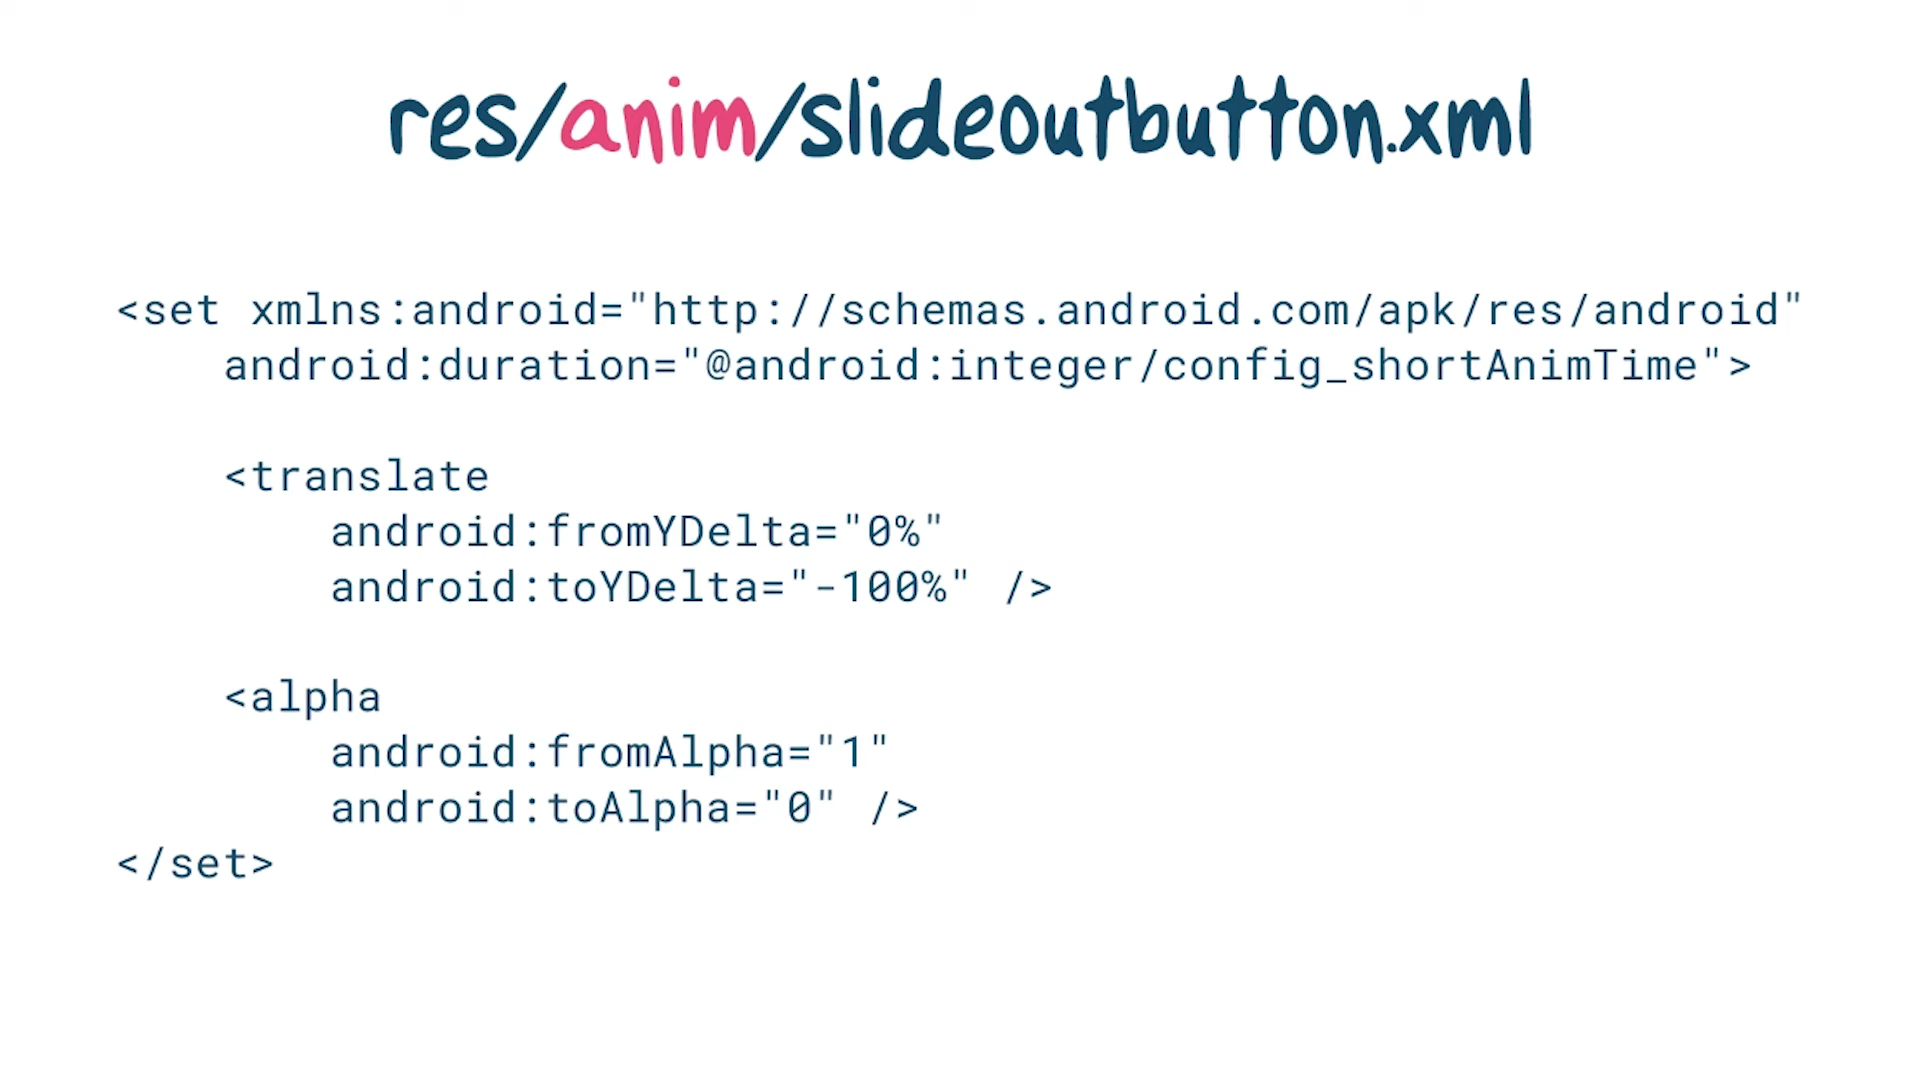 res/anim/slideoutbutton.xml
<set xmlns:android="http://schemas.android.com/apk/res/android"
    android:duration="@android:integer/config_shortAnimTime">
    <translate
        android:fromYDelta="0%"
        android:toYDelta="-100%" />
    <alpha
        android:fromAlpha="1"
        android:toAlpha="0" />
</set>